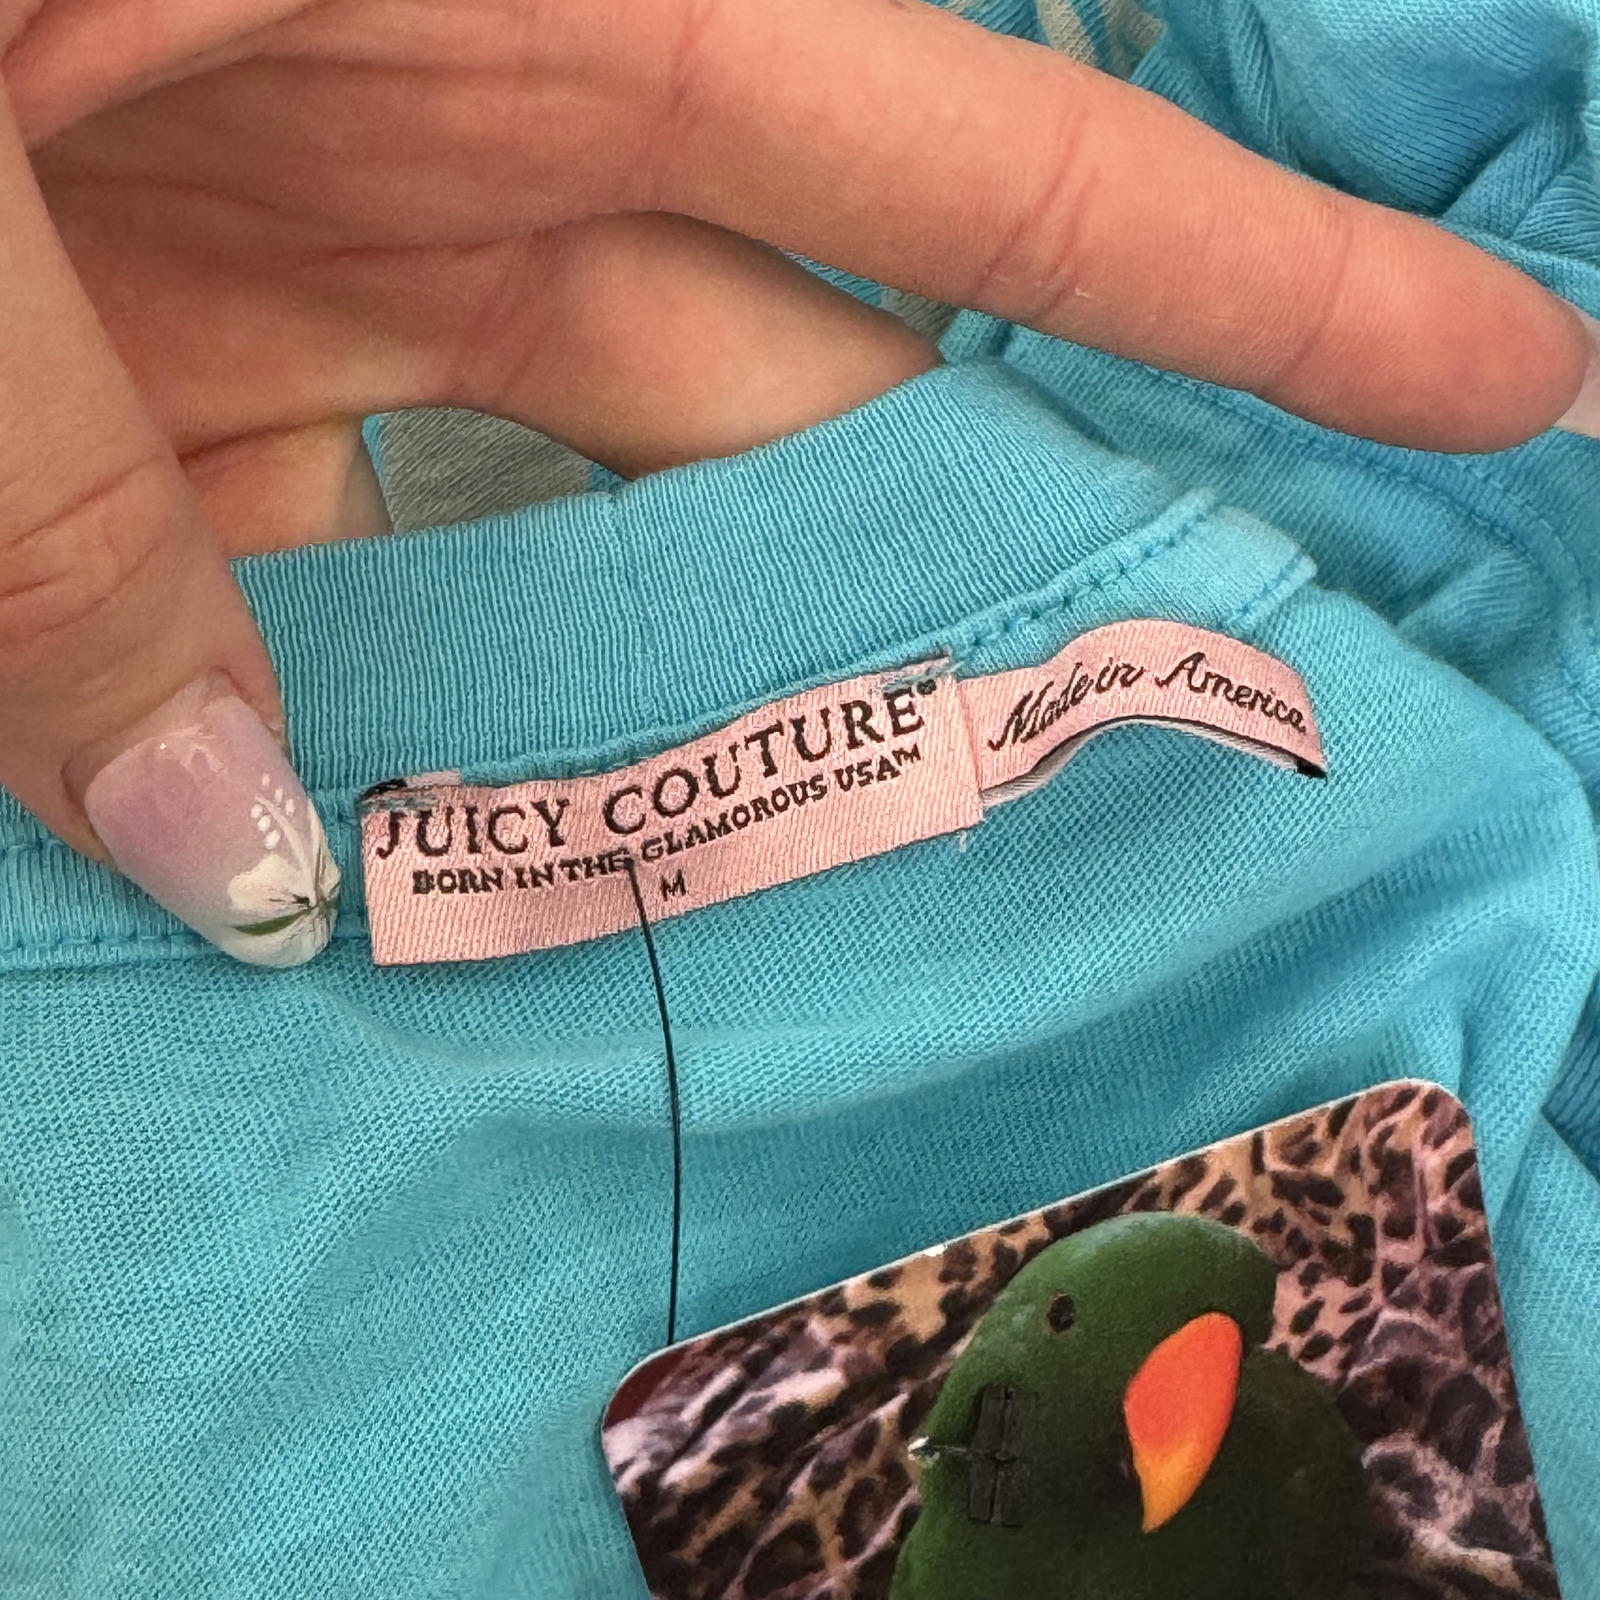 JUICY COUTURE®
BORN IN THE GLAMOROUS USA™
M
Made in America